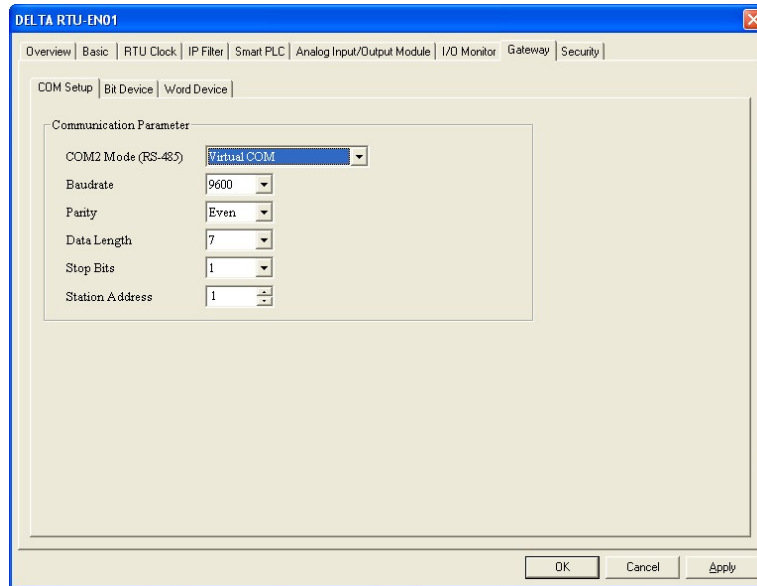 DELTA RTU-EN01
Overview Basic RTU Clock IP Filter Smart PLC Analog Input/Output Module I/O Monitor Gateway Security
COM Setup Bit Device Word Device
Communication Parameter
COM2 Mode (RS-485) Virtual COM
Baudrate 9600
Parity Even
Data Length 7
Stop Bits 1
Station Address 1
OK Cancel Apply